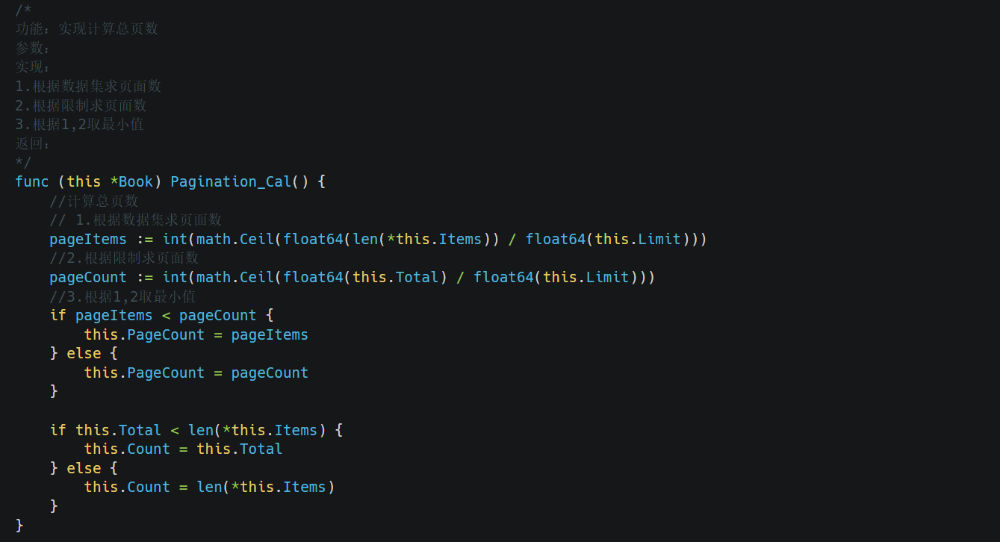 /*
功能：实现计算总页数
参数：
实现：
1.根据数据集求页面数
2.根据限制求页面数
3.根据1,2取最小值
返回：
*/
func (this *Book) Pagination_Cal() {
    //计算总页数
    // 1.根据数据集求页面数
    pageItems := int(math.Ceil(float64(len(*this.Items)) / float64(this.Limit)))
    //2.根据限制求页面数
    pageCount := int(math.Ceil(float64(this.Total) / float64(this.Limit)))
    //3.根据1,2取最小值
    if pageItems < pageCount {
        this.PageCount = pageItems
    } else {
        this.PageCount = pageCount
    }

    if this.Total < len(*this.Items) {
        this.Count = this.Total
    } else {
        this.Count = len(*this.Items)
    }
}